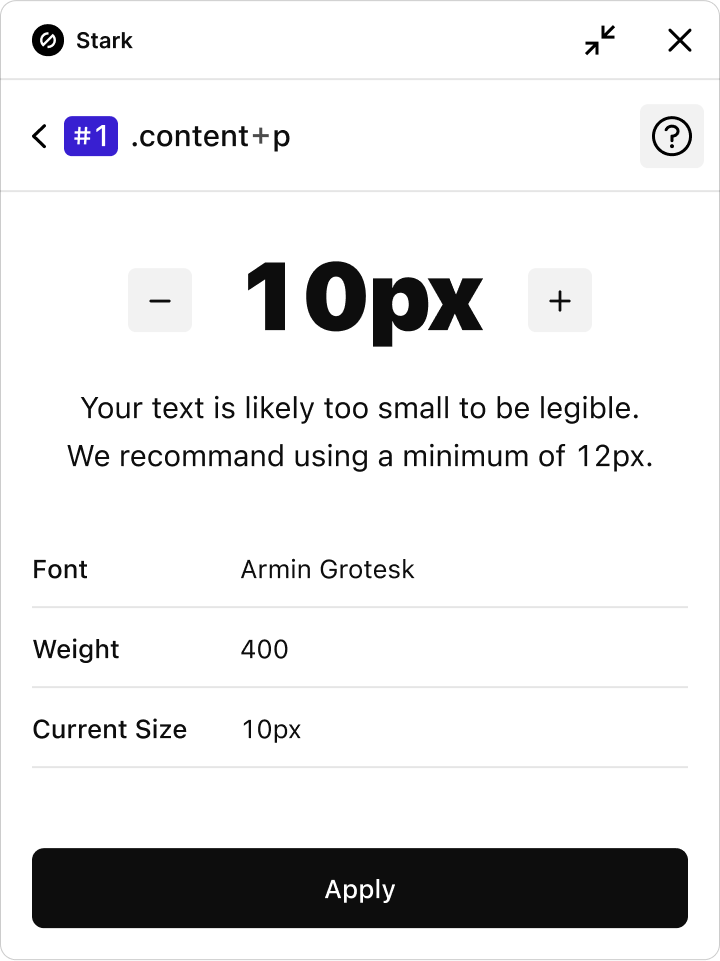 Stark
#1 .content+p
?
− 10px +
Your text is likely too small to be legible.
We recommand using a minimum of 12px.
Font Armin Grotesk
Weight 400
Current Size 10px
Apply